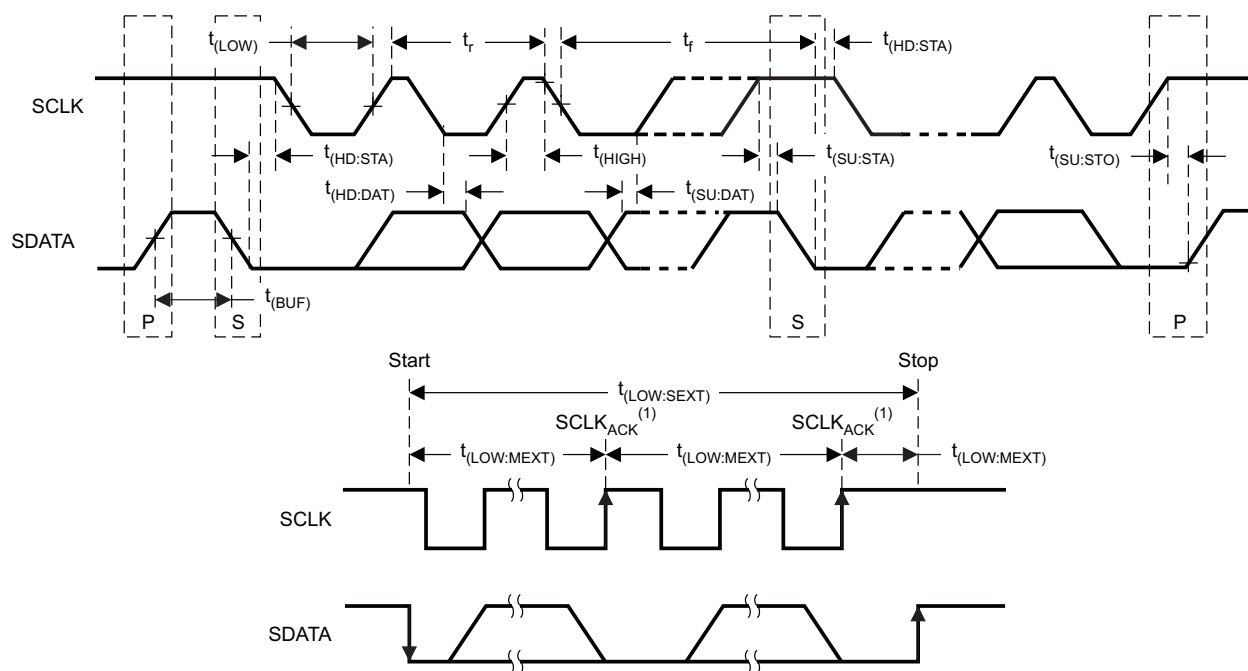 t(LOW) tr tf t(HD:STA)
SCLK
t(HD:STA) t(HIGH) t(SU:STA) t(SU:STO)
t(HD:DAT) t(SU:DAT)
SDATA
t(BUF)
P S S P
Start Stop
t(LOW:SEXT)
SCLKACK(1) SCLKACK(1)
t(LOW:MEXT) t(LOW:MEXT) t(LOW:MEXT)
SCLK
SDATA